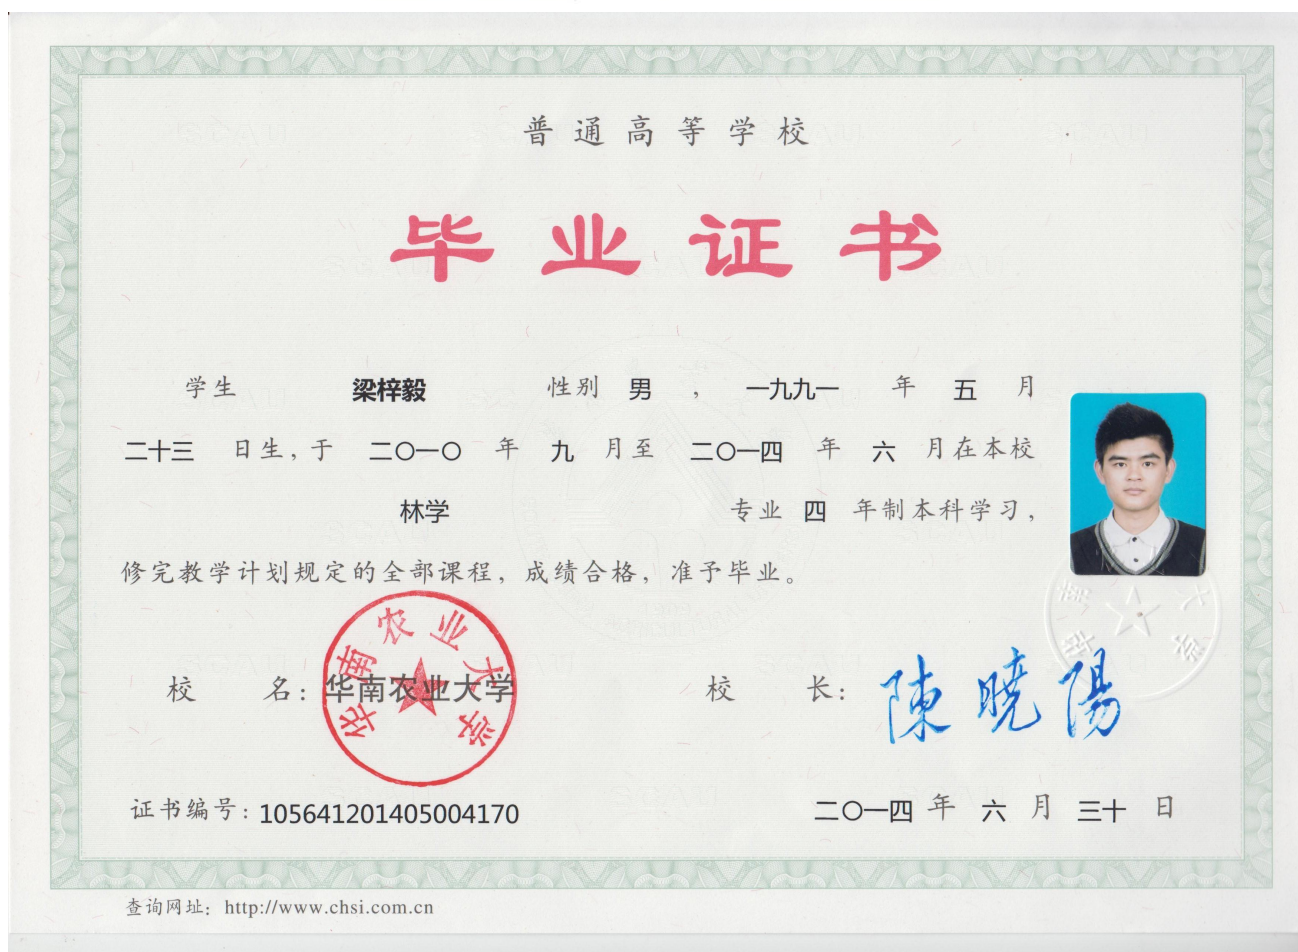 普通高等学校
毕业证书
学生 梁梓毅 性别 男 ， 一九九一 年 五 月
二十三 日生，于 二〇一〇 年 九 月至 二〇一四 年 六 月在本校
林学 专业 四 年制本科学习，
修完教学计划规定的全部课程，成绩合格，准予毕业。
华南农业大学
校 名：华南农业大学 校 长：陳曉陽
证书编号：105641201405004170 二〇一四 年 六 月 三十 日
查询网址：http://www.chsi.com.cn